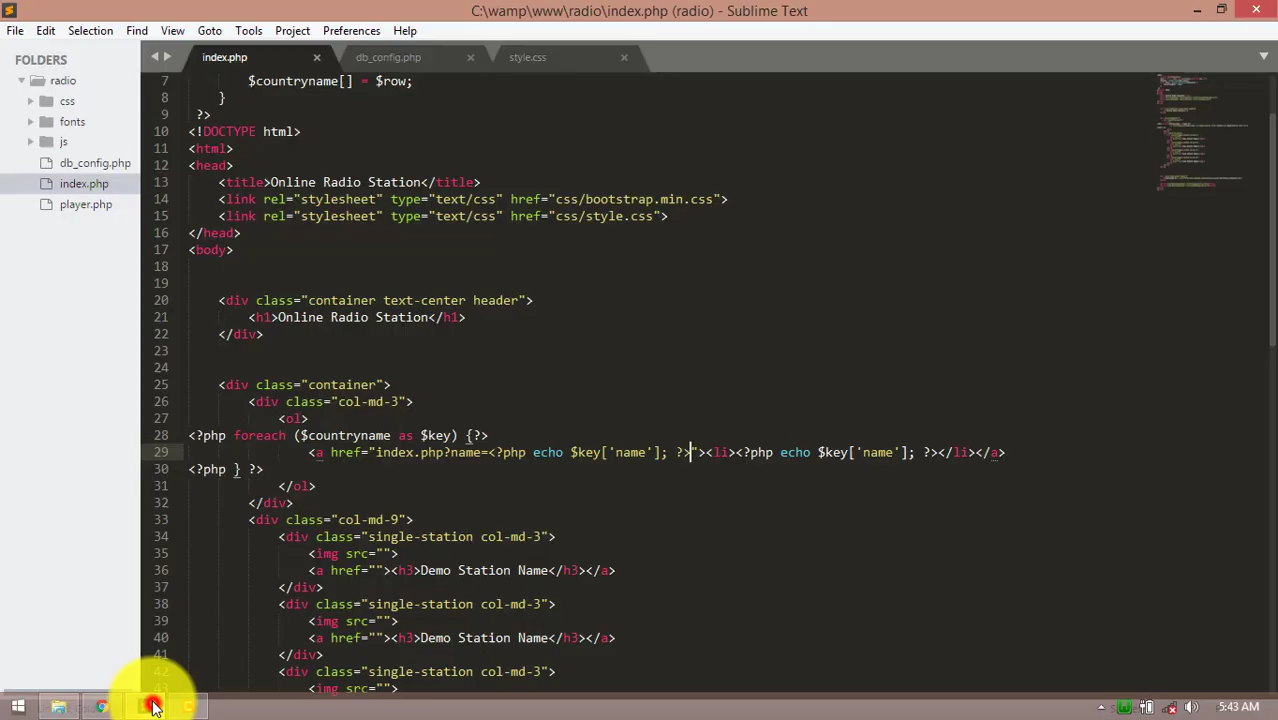 C:\wamp\www\radio\index.php (radio) - Sublime Text
File Edit Selection Find View Goto Tools Project Preferences Help
FOLDERS
radio
css
fonts
js
db_config.php
index.php
player.php
index.php db_config.php style.css
7 $countryname[] = $row;
8 }
9 ?>
10 <!DOCTYPE html>
11 <html>
12 <head>
13 <title>Online Radio Station</title>
14 <link rel="stylesheet" type="text/css" href="css/bootstrap.min.css">
15 <link rel="stylesheet" type="text/css" href="css/style.css">
16 </head>
17 <body>
18
19
20 <div class="container text-center header">
21 <h1>Online Radio Station</h1>
22 </div>
23
24
25 <div class="container">
26 <div class="col-md-3">
27 <ol>
28 <?php foreach ($countryname as $key) {?>
29 <a href="index.php?name=<?php echo $key['name']; ?>"><li><?php echo $key['name']; ?></li></a>
30 <?php } ?>
31 </ol>
32 </div>
33 <div class="col-md-9">
34 <div class="single-station col-md-3">
35 <img src="">
36 <a href=""><h3>Demo Station Name</h3></a>
37 </div>
38 <div class="single-station col-md-3">
39 <img src="">
40 <a href=""><h3>Demo Station Name</h3></a>
41 </div>
42 <div class="single-station col-md-3">
43 <img src="">
5:43 AM